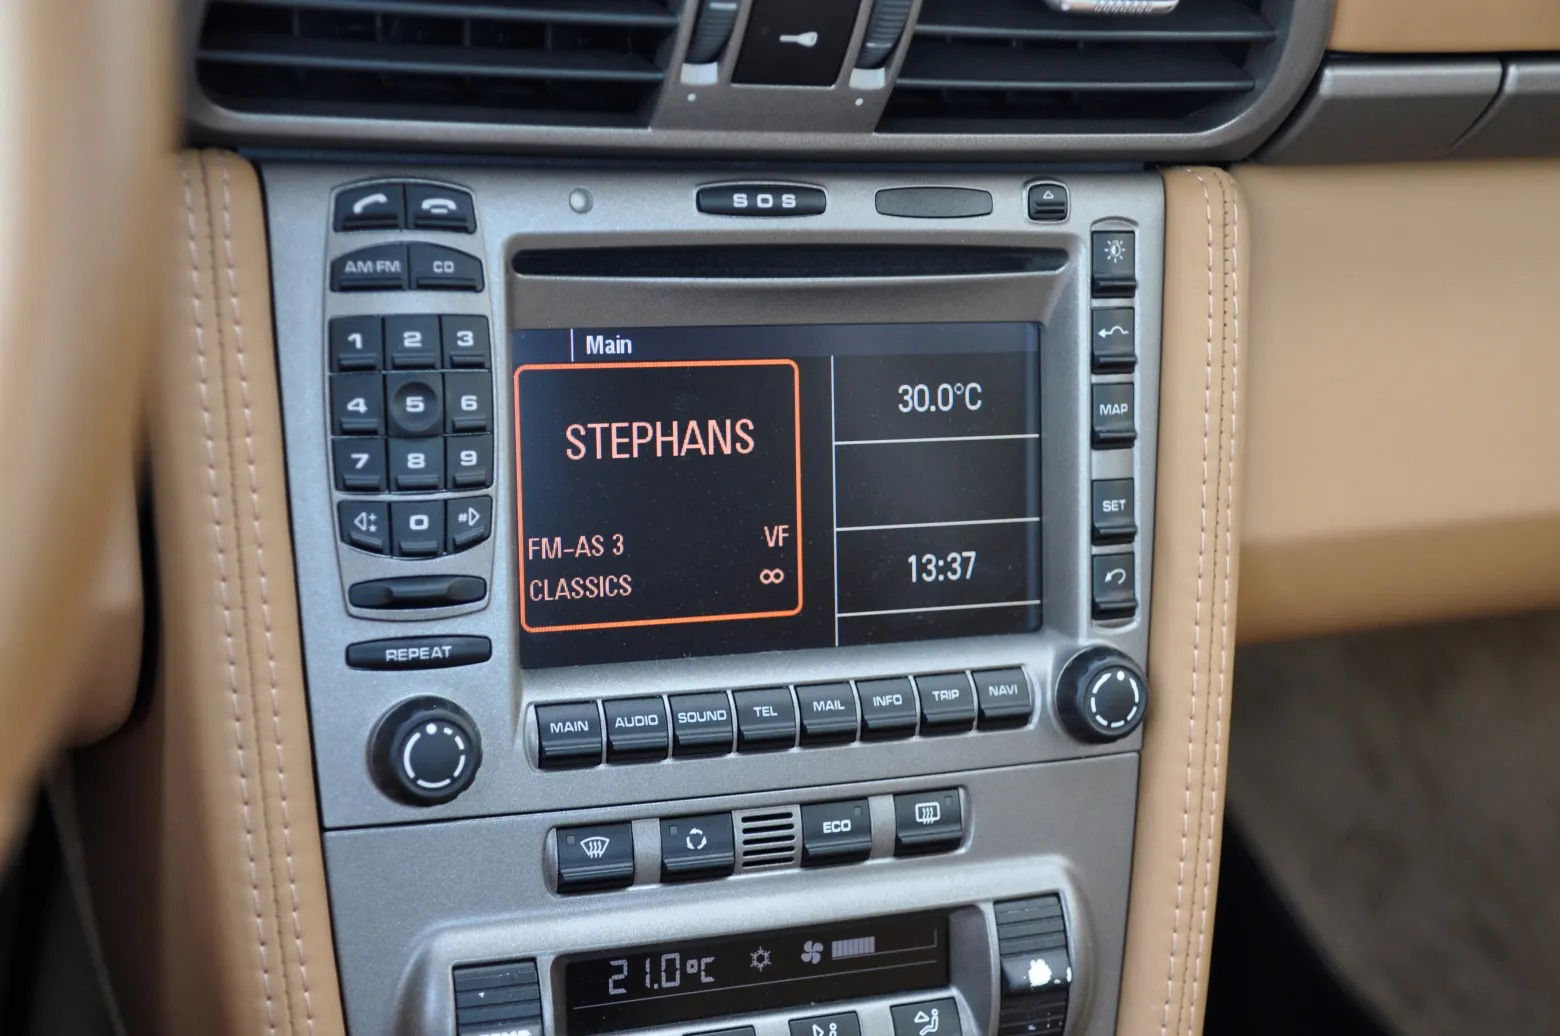 SOS
AM·FM CD
1 2 3
4 5 6
7 8 9
0 #
REPEAT
Main
STEPHANS
FM-AS 3 VF
CLASSICS ∞
30.0°C
13:37
MAP
SET
MAIN AUDIO SOUND TEL MAIL INFO TRIP NAVI
ECO
21.0°C